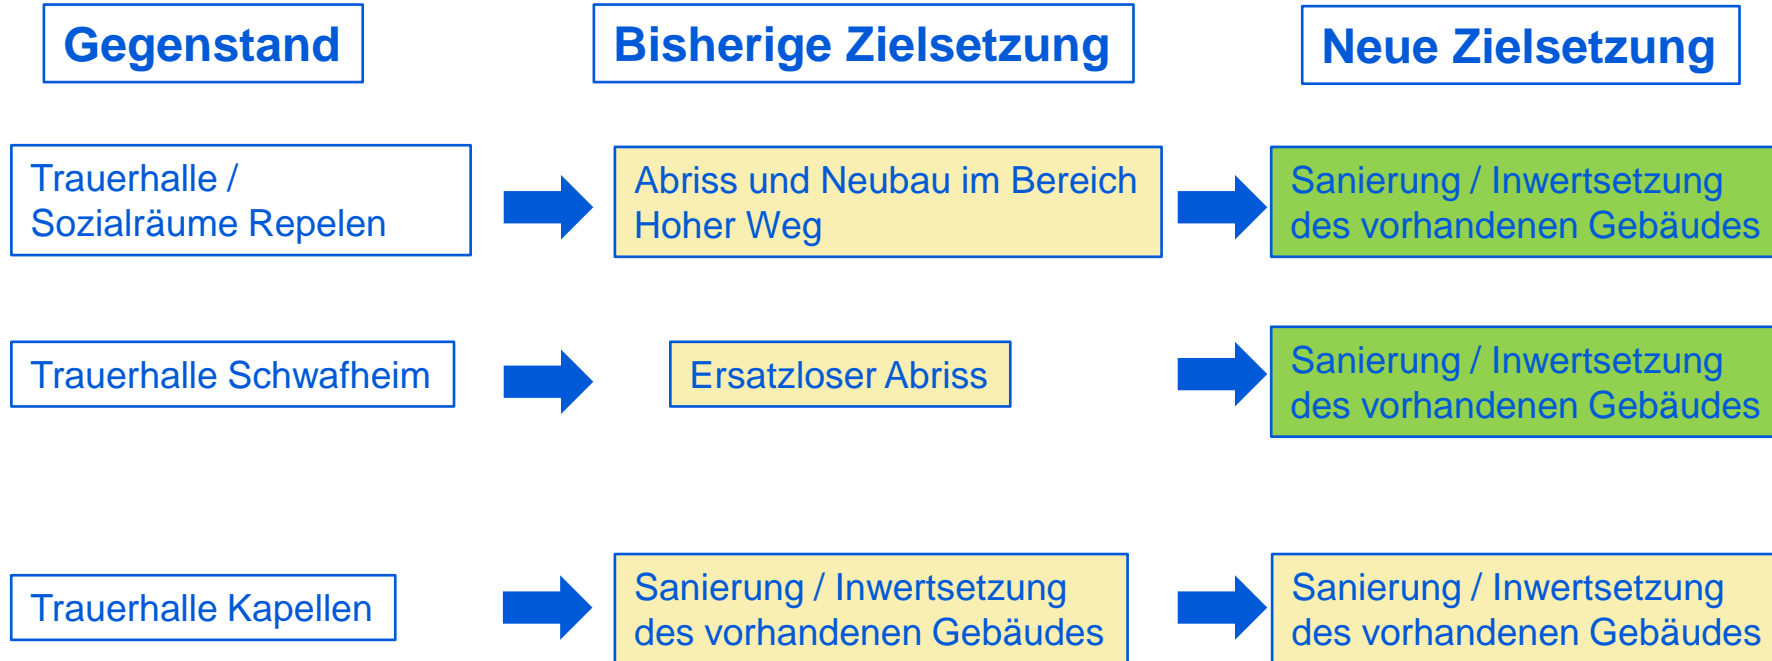 Gegenstand
Bisherige Zielsetzung
Neue Zielsetzung
Trauerhalle /
Sozialräume Repelen
Abriss und Neubau im Bereich
Hoher Weg
Sanierung / Inwertsetzung
des vorhandenen Gebäudes
Trauerhalle Schwafheim
Ersatzloser Abriss
Sanierung / Inwertsetzung
des vorhandenen Gebäudes
Trauerhalle Kapellen
Sanierung / Inwertsetzung
des vorhandenen Gebäudes
Sanierung / Inwertsetzung
des vorhandenen Gebäudes